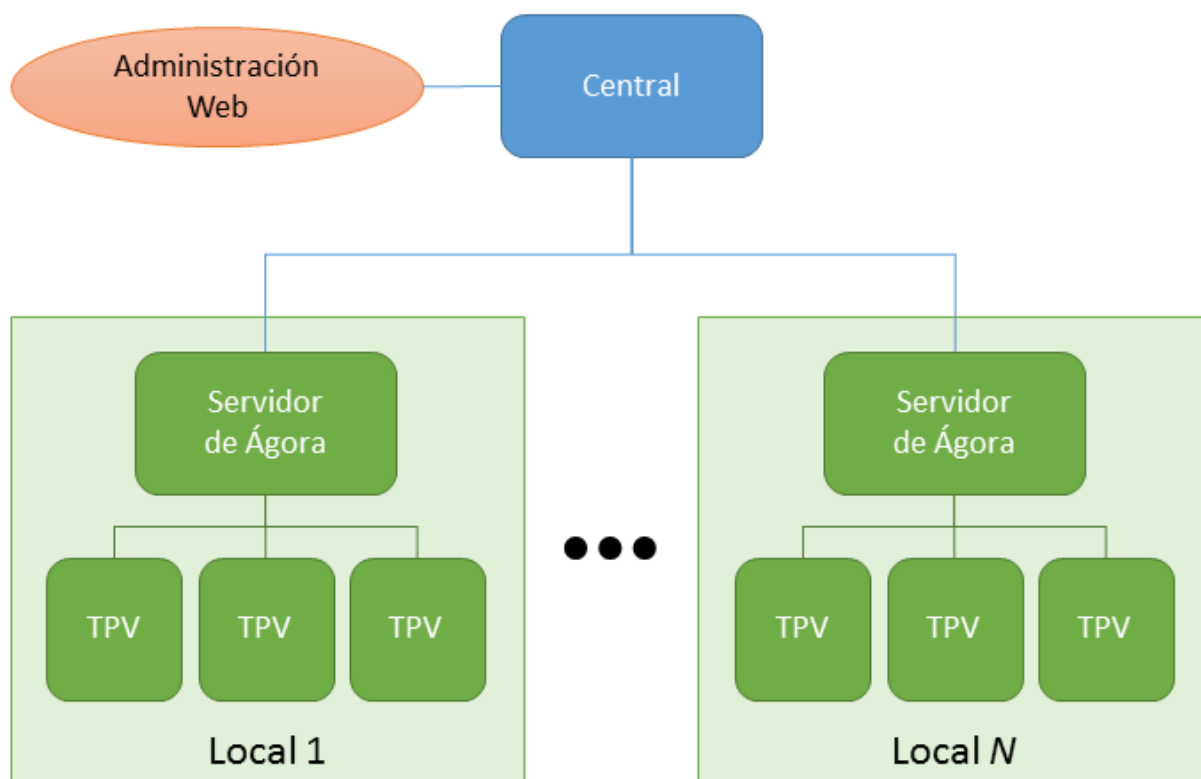 Administración
Web
Central
Servidor
de Ágora
Servidor
de Ágora
TPV
TPV
TPV
TPV
TPV
TPV
Local 1
Local N